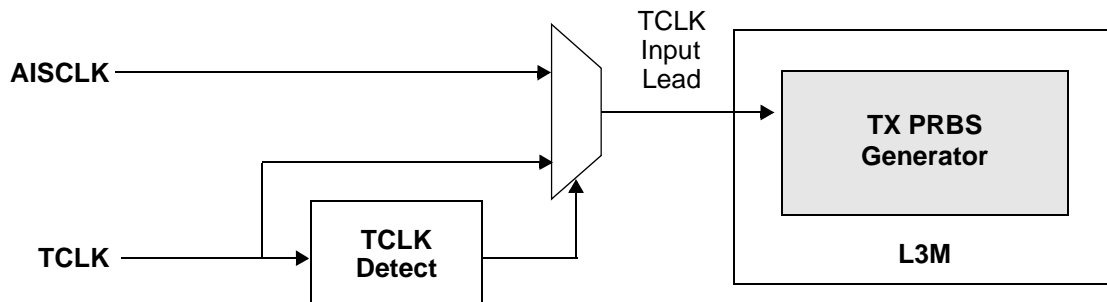 AISCLK
TCLK
Input
Lead
TX PRBS
Generator
TCLK
TCLK
Detect
L3M